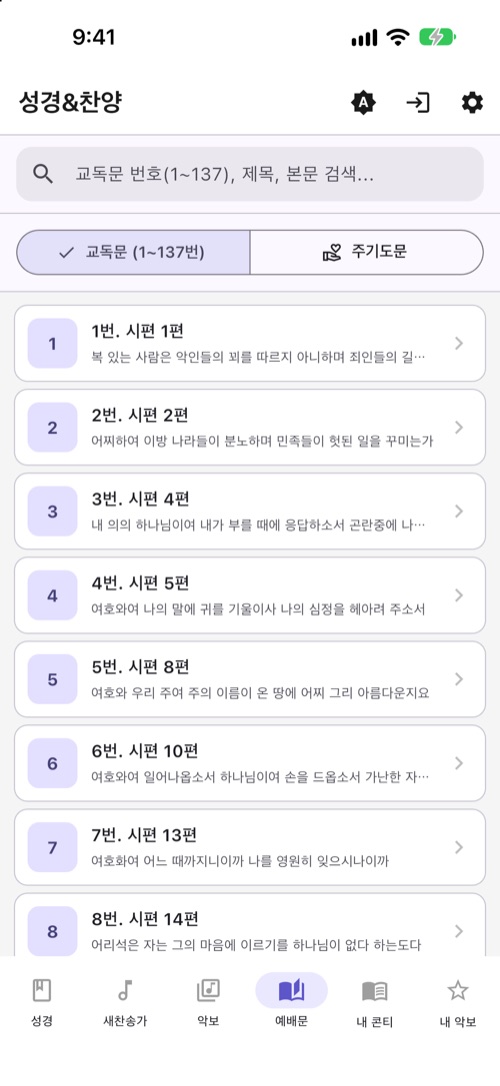 9:41
성경&찬양
A
교독문 번호(1~137), 제목, 본문 검색...
교독문 (1~137번)
주기도문
1
1번. 시편 1편
복 있는 사람은 악인들의 꾀를 따르지 아니하며 죄인들의 길...
2
2번. 시편 2편
어찌하여 이방 나라들이 분노하며 민족들이 헛된 일을 꾸미는가
3
3번. 시편 4편
내 의의 하나님이여 내가 부를 때에 응답하소서 곤란중에 나...
4
4번. 시편 5편
여호와여 나의 말에 귀를 기울이사 나의 심정을 헤아려 주소서
5
5번. 시편 8편
여호와 우리 주여 주의 이름이 온 땅에 어찌 그리 아름다운지요
6
6번. 시편 10편
여호와여 일어나옵소서 하나님이여 손을 드옵소서 가난한 자...
7
7번. 시편 13편
여호화여 어느 때까지니이까 나를 영원히 잊으시나이까
8
8번. 시편 14편
어리석은 자는 그의 마음에 이르기를 하나님이 없다 하는도다
성경
새찬송가
악보
예배문
내 콘티
내 악보